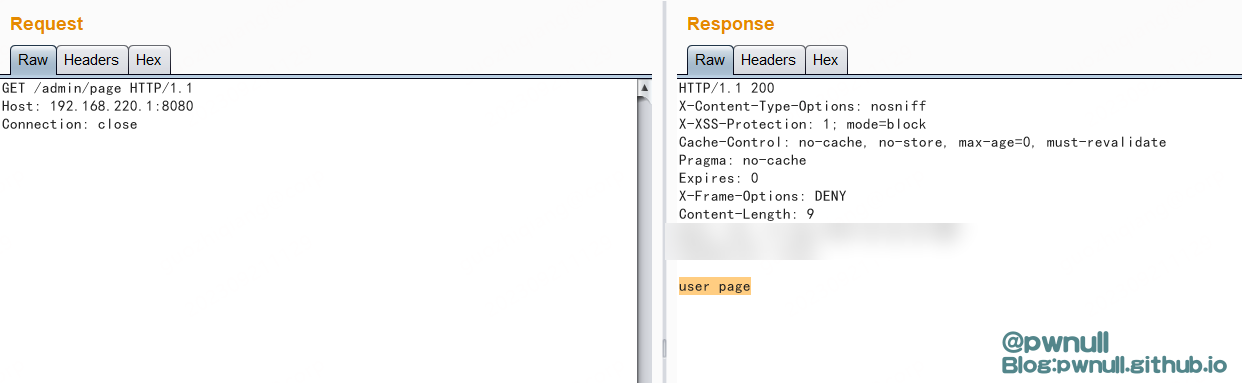 Request
Raw Headers Hex
GET /admin/page HTTP/1.1
Host: 192.168.220.1:8080
Connection: close
Response
Raw Headers Hex
HTTP/1.1 200
X-Content-Type-Options: nosniff
X-XSS-Protection: 1; mode=block
Cache-Control: no-cache, no-store, max-age=0, must-revalidate
Pragma: no-cache
Expires: 0
X-Frame-Options: DENY
Content-Length: 9
user page
@pwnull
Blog:pwnull.github.io